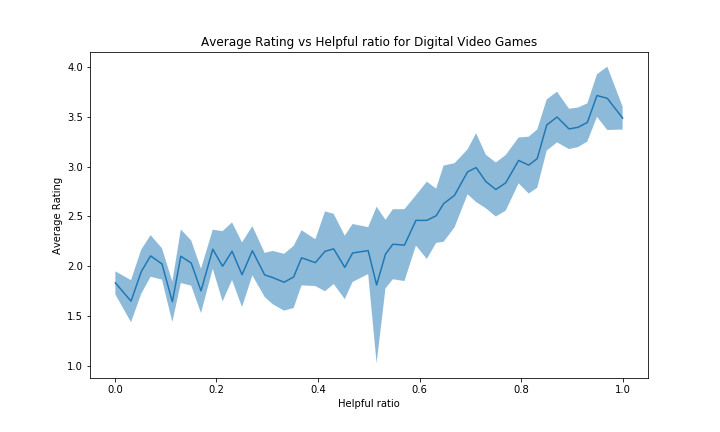 Average Rating vs Helpful ratio for Digital Video Games
4.0
3.5
3.0
2.5
2.0
1.5
1.0
Average Rating
0.0 0.2 0.4 0.6 0.8 1.0
Helpful ratio